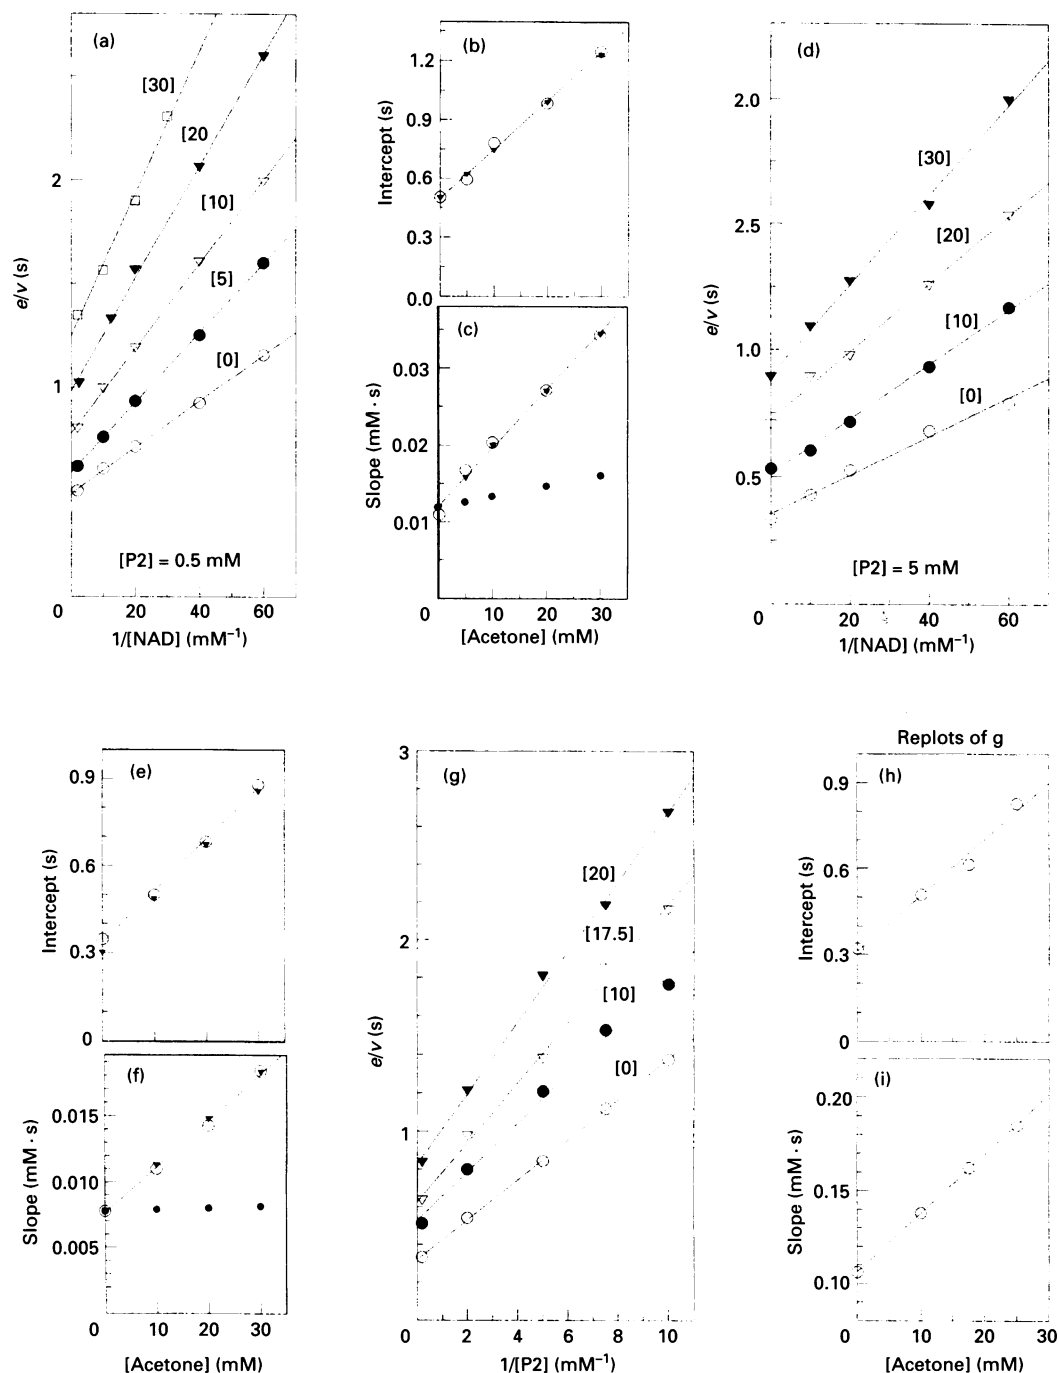 (a)
[30]
[20
[10]
[5]
[0]
2
1
e/v (s)
[P2] = 0.5 mM
0 20 40 60
1/[NAD] (mM⁻¹)
(b)
1.2
0.9
0.6
0.3
0.0
Intercept (s)
(c)
0.03
0.02
0.01
Slope (mM · s)
0 10 20 30
[Acetone] (mM)
(d)
2.0
2.5
1.0
0.5
e/v (s)
[30]
[20]
[10]
[0]
[P2] = 5 mM
0 20 40 60
1/[NAD] (mM⁻¹)
(e)
0.9
0.6
0.3
0
Intercept (s)
(f)
0.015
0.010
0.005
Slope (mM · s)
0 10 20 30
[Acetone] (mM)
(g)
3
2
1
0
e/v (s)
[20]
[17.5]
[10]
[0]
0 2 4 6 8 10
1/[P2] (mM⁻¹)
Replots of g
(h)
0.9
0.6
0.3
0
Intercept (s)
(i)
0.20
0.15
0.10
Slope (mM · s)
0 10 20 30
[Acetone] (mM)